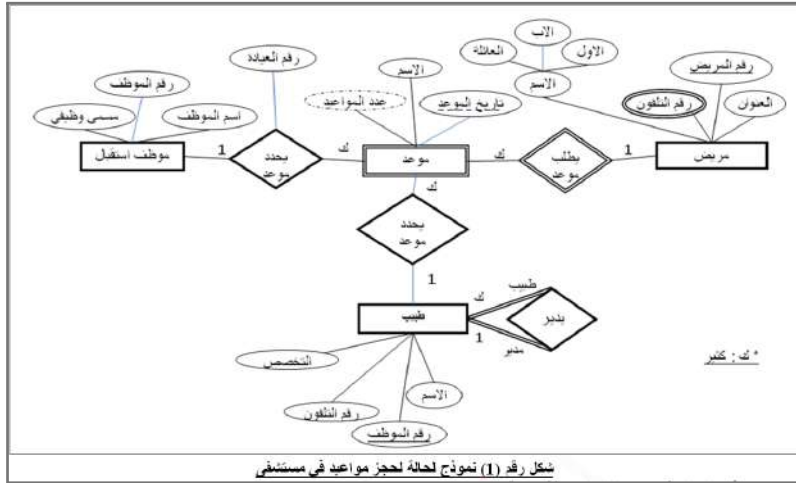 الاب
الاول
العائلة
الاسم
رقم المريض
رقم التلفون
العنوان
الاسم
عدد المواعيد
تاريخ الموعد
رقم العيادة
رقم الموظف
مسمى وظيفي
اسم الموظف
مريض
1
يطلب
موعد
ك
موعد
ك
يحدد
موعد
1
موظف استقبال
ك
يحدد
موعد
1
طبيب
طبيب
ك
يدير
1
مدير
التخصص
رقم التلفون
رقم الموظف
الاسم
* ك : كثير
شكل رقم (1) نموذج لحالة لحجز مواعيد في مستشفى